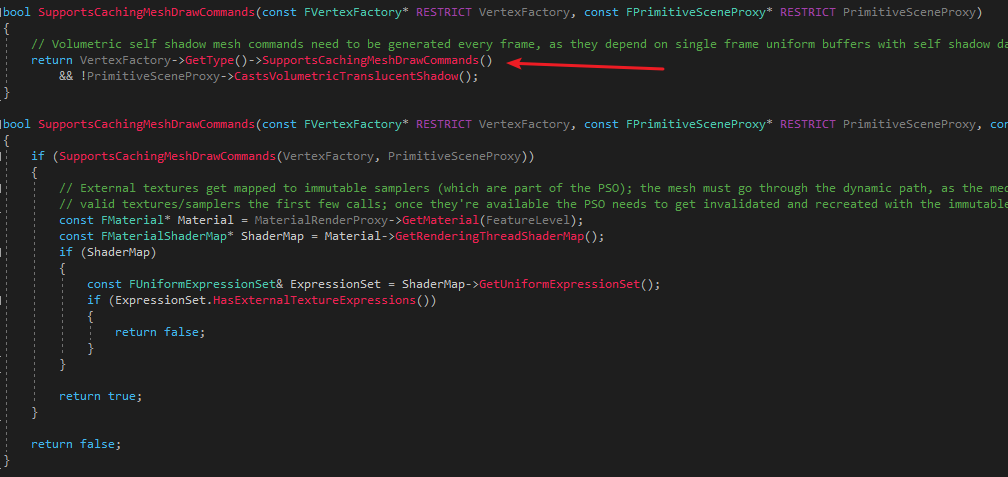 bool SupportsCachingMeshDrawCommands(const FVertexFactory* RESTRICT VertexFactory, const FPrimitiveSceneProxy* RESTRICT PrimitiveSceneProxy)
{
// Volumetric self shadow mesh commands need to be generated every frame, as they depend on single frame uniform buffers with self shadow da
return VertexFactory->GetType()->SupportsCachingMeshDrawCommands()
&& !PrimitiveSceneProxy->CastsVolumetricTranslucentShadow();
}
bool SupportsCachingMeshDrawCommands(const FVertexFactory* RESTRICT VertexFactory, const FPrimitiveSceneProxy* RESTRICT PrimitiveSceneProxy, con
{
if (SupportsCachingMeshDrawCommands(VertexFactory, PrimitiveSceneProxy))
{
// External textures get mapped to immutable samplers (which are part of the PSO); the mesh must go through the dynamic path, as the med
// valid textures/samplers the first few calls; once they're available the PSO needs to get invalidated and recreated with the immutable
const FMaterial* Material = MaterialRenderProxy->GetMaterial(FeatureLevel);
const FMaterialShaderMap* ShaderMap = Material->GetRenderingThreadShaderMap();
if (ShaderMap)
{
const FUniformExpressionSet& ExpressionSet = ShaderMap->GetUniformExpressionSet();
if (ExpressionSet.HasExternalTextureExpressions())
{
return false;
}
}
return true;
}
return false;
}